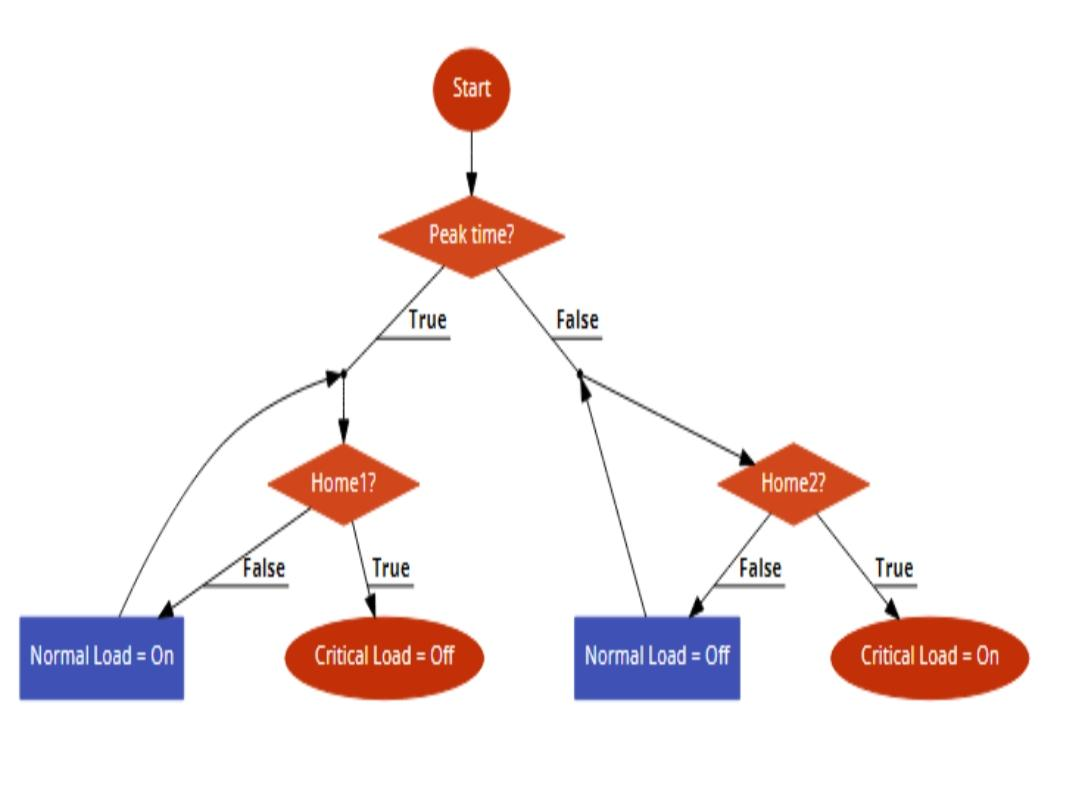 Start
Peak time?
True
False
Home1?
Home2?
False
True
False
True
Normal Load = On
Critical Load = Off
Normal Load = Off
Critical Load = On